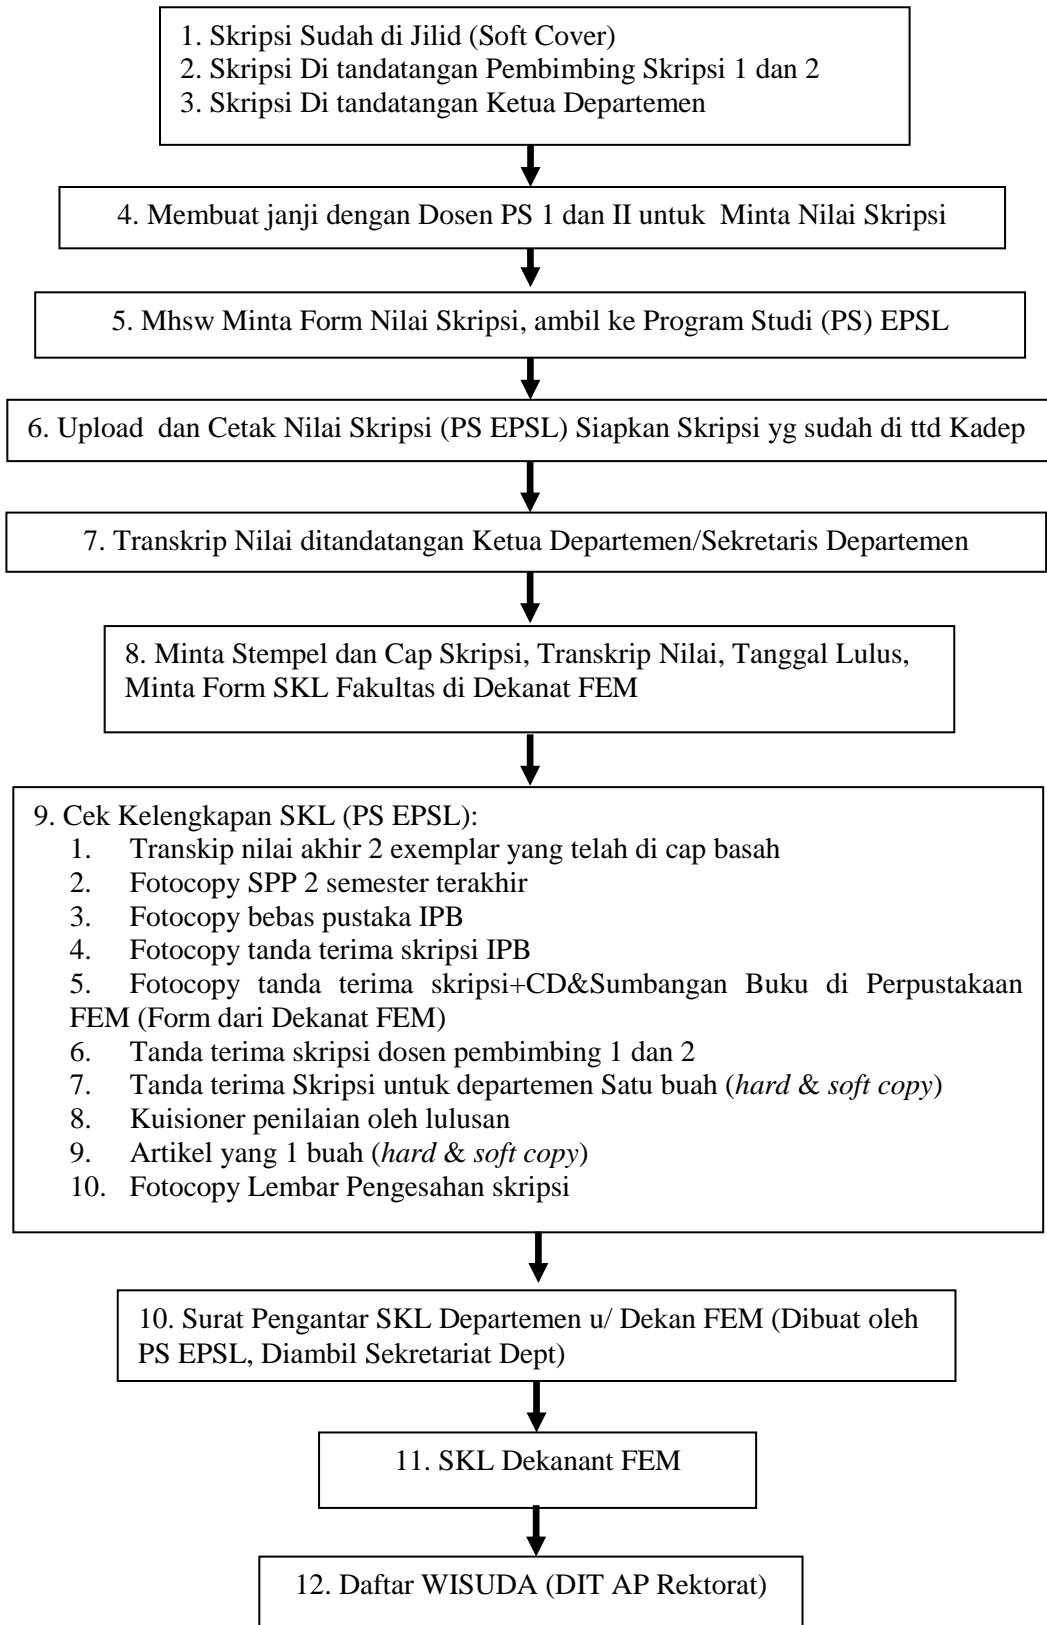 1. Skripsi Sudah di Jilid (Soft Cover)
2. Skripsi Di tandatangan Pembimbing Skripsi 1 dan 2
3. Skripsi Di tandatangan Ketua Departemen
4. Membuat janji dengan Dosen PS 1 dan II untuk Minta Nilai Skripsi
5. Mhsw Minta Form Nilai Skripsi, ambil ke Program Studi (PS) EPSL
6. Upload dan Cetak Nilai Skripsi (PS EPSL) Siapkan Skripsi yg sudah di ttd Kadep
7. Transkrip Nilai ditandatangan Ketua Departemen/Sekretaris Departemen
8. Minta Stempel dan Cap Skripsi, Transkrip Nilai, Tanggal Lulus,
Minta Form SKL Fakultas di Dekanat FEM
9. Cek Kelengkapan SKL (PS EPSL):
1. Transkip nilai akhir 2 exemplar yang telah di cap basah
2. Fotocopy SPP 2 semester terakhir
3. Fotocopy bebas pustaka IPB
4. Fotocopy tanda terima skripsi IPB
5. Fotocopy tanda terima skripsi+CD&Sumbangan Buku di Perpustakaan
FEM (Form dari Dekanat FEM)
6. Tanda terima skripsi dosen pembimbing 1 dan 2
7. Tanda terima Skripsi untuk departemen Satu buah (hard & soft copy)
8. Kuisioner penilaian oleh lulusan
9. Artikel yang 1 buah (hard & soft copy)
10. Fotocopy Lembar Pengesahan skripsi
10. Surat Pengantar SKL Departemen u/ Dekan FEM (Dibuat oleh
PS EPSL, Diambil Sekretariat Dept)
11. SKL Dekanant FEM
12. Daftar WISUDA (DIT AP Rektorat)